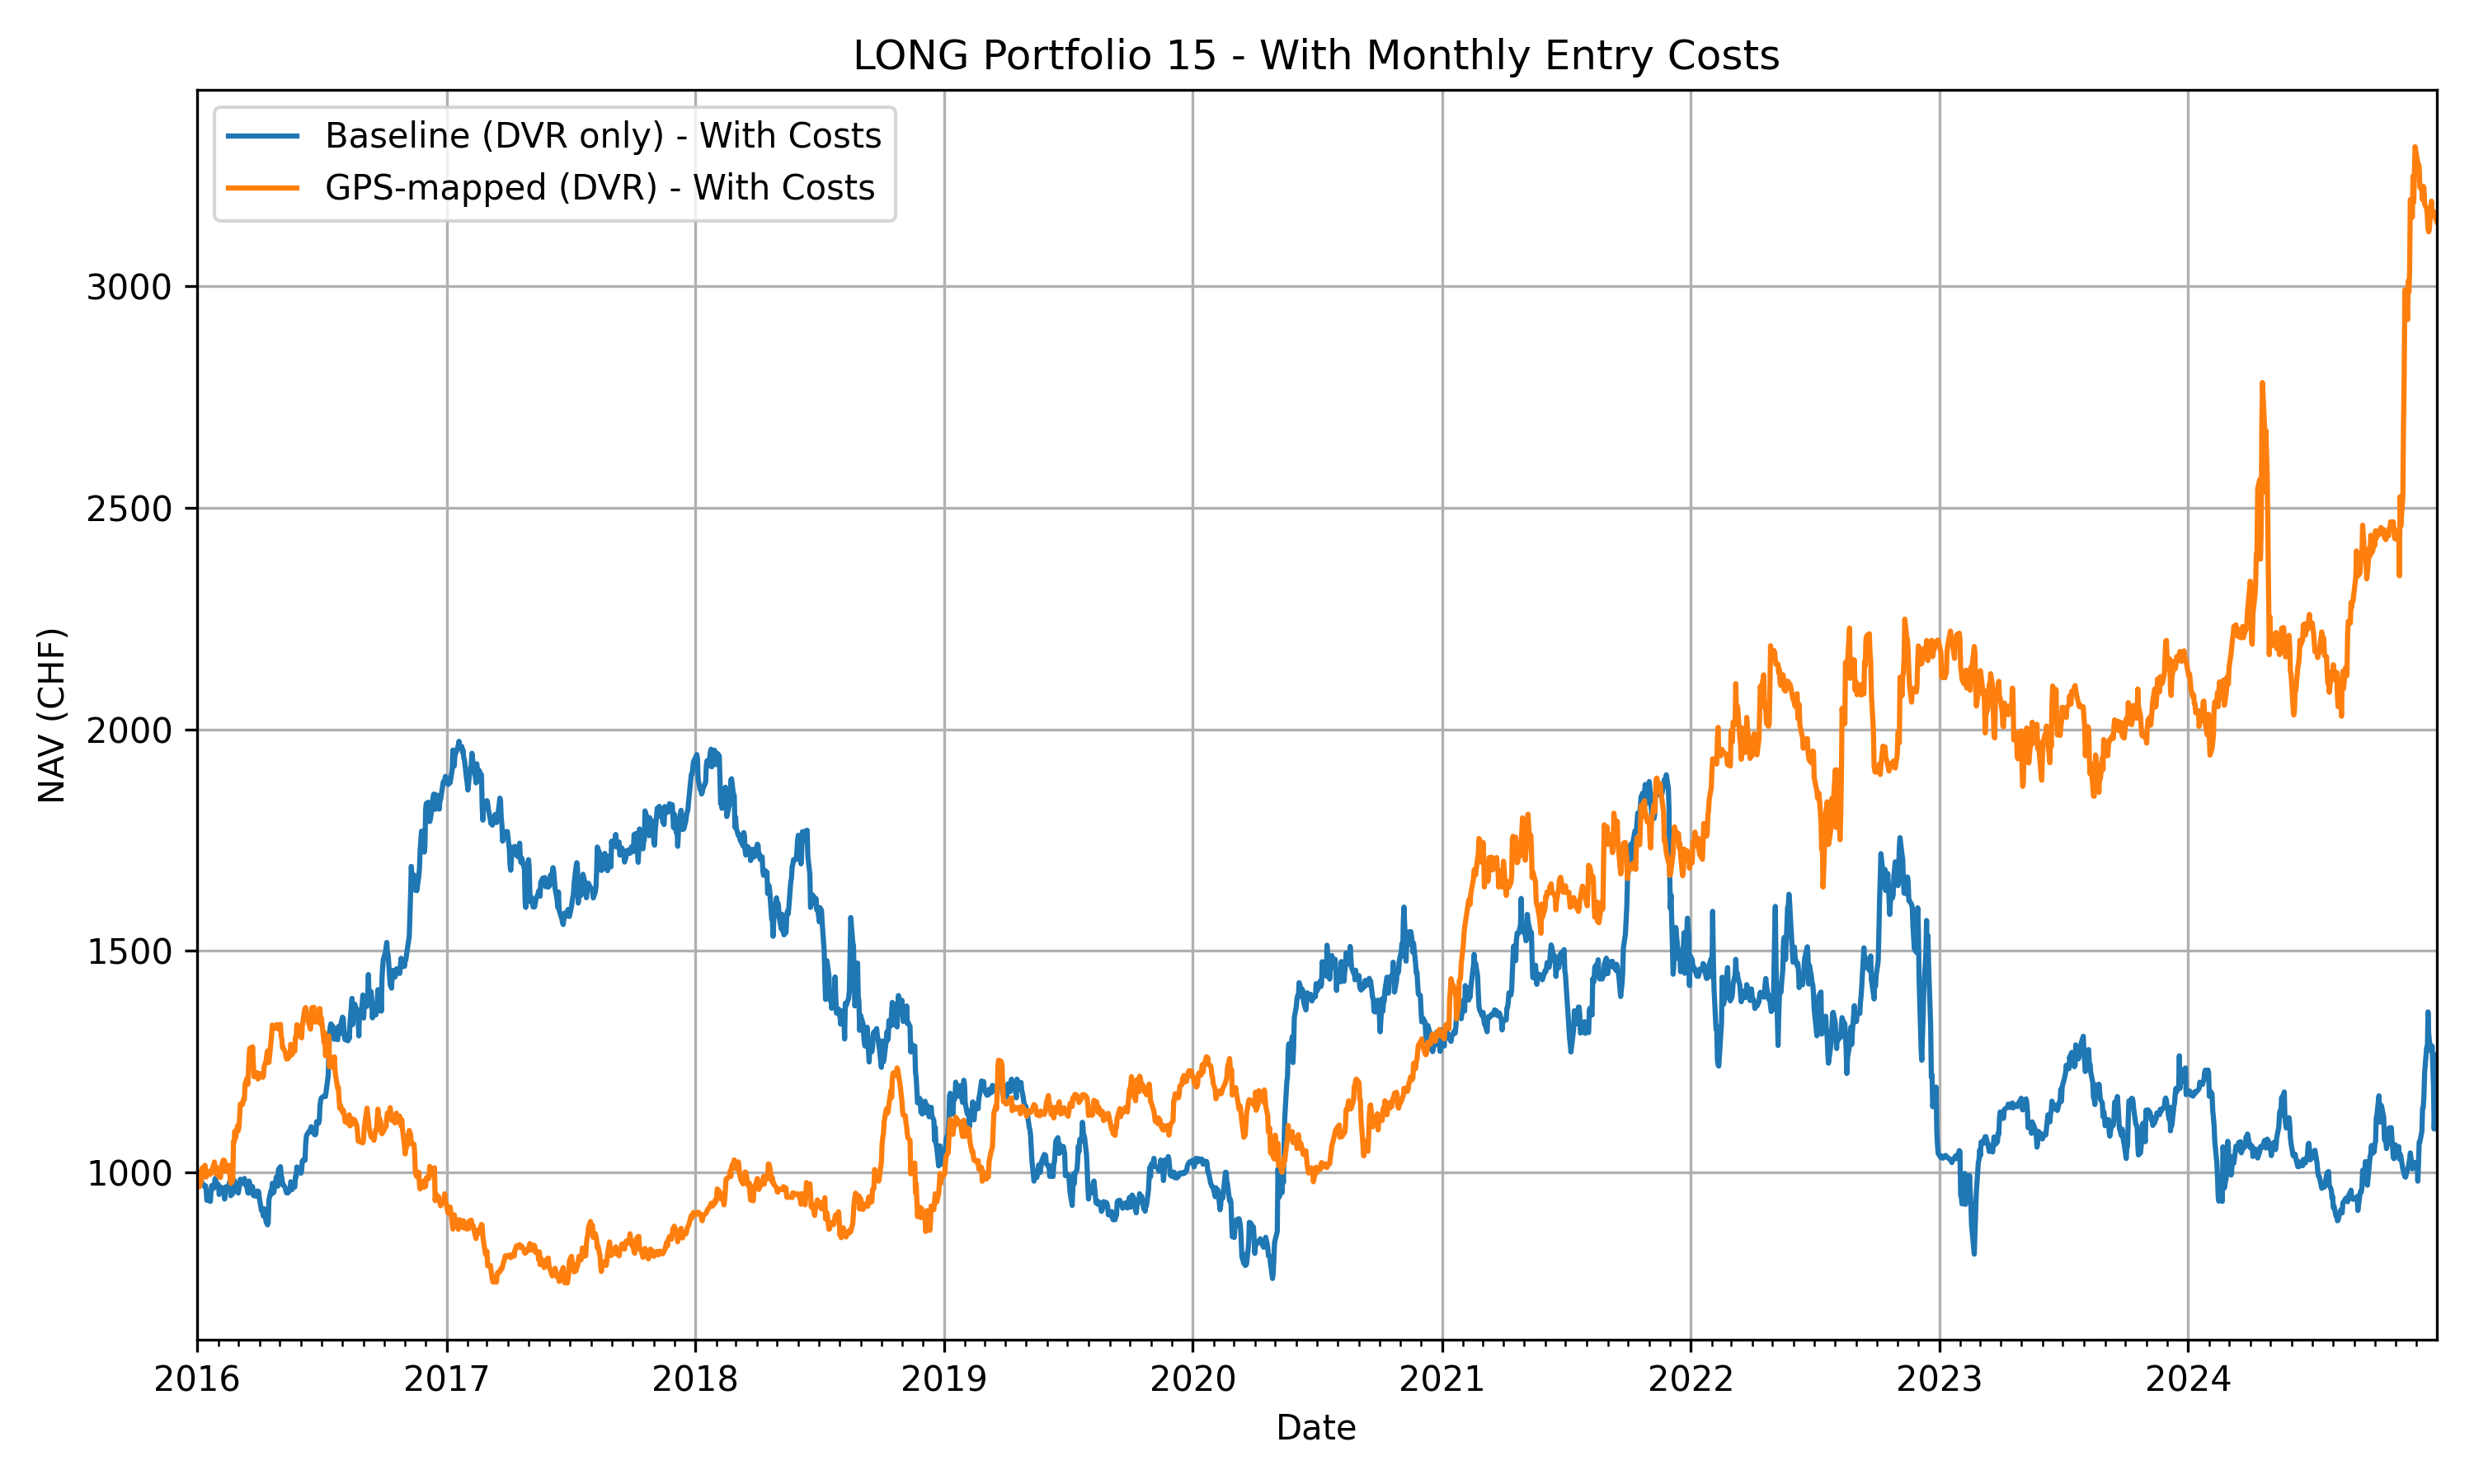 LONG Portfolio 15 - With Monthly Entry Costs
Baseline (DVR only) - With Costs
GPS-mapped (DVR) - With Costs
NAV (CHF)
3000
2500
2000
1500
1000
2016 2017 2018 2019 2020 2021 2022 2023 2024
Date